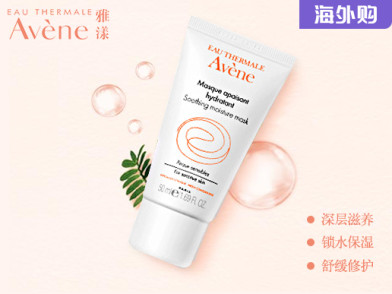 EAU THERMALE
Avène
雅漾
海外购
EAU THERMALE
Avène
Masque apaisant
hydratant
Soothing moisture mask
Peaux sensibles
For sensitive skin
PARIS
50 ml e 1.69 FL. OZ.
深层滋养
锁水保湿
舒缓修护